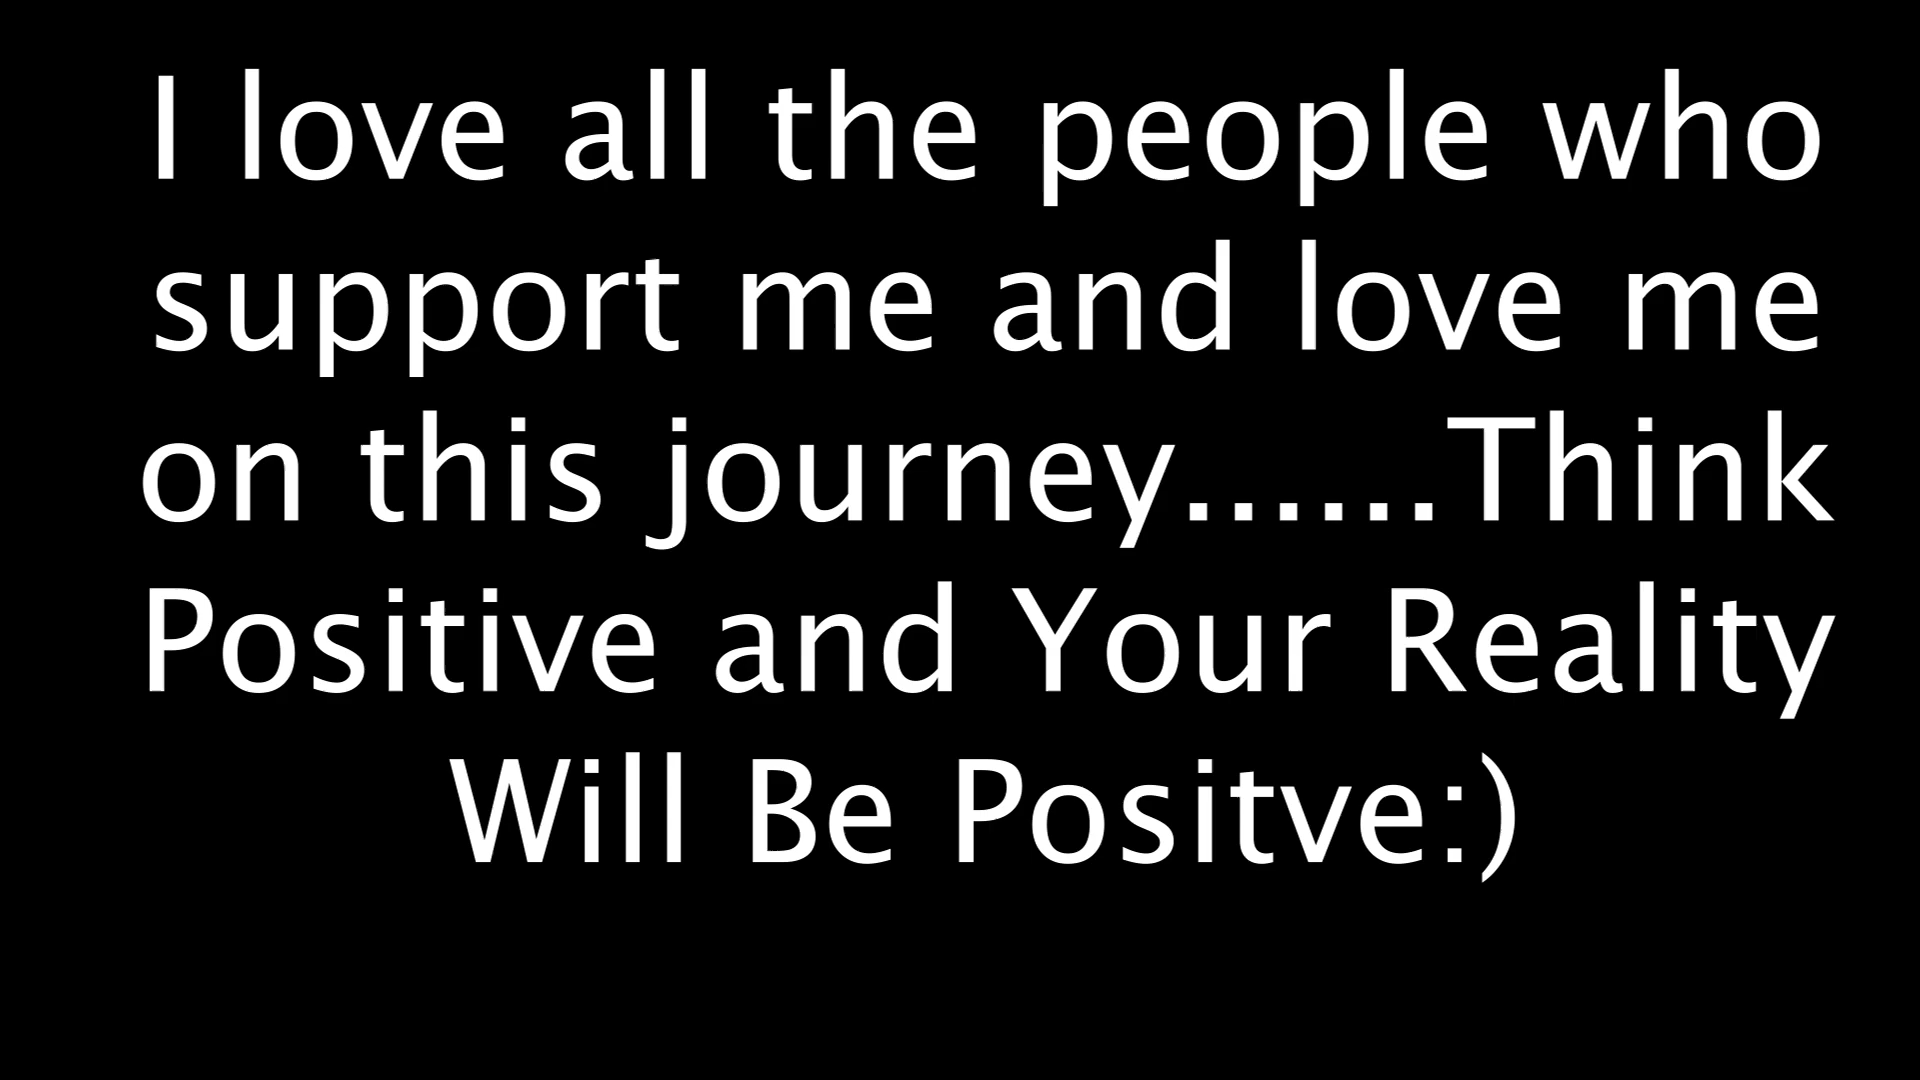 I love all the people who
support me and love me
on this journey......Think
Positive and Your Reality
Will Be Positve:)